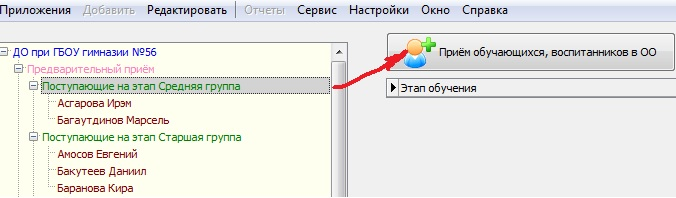 Приложения Добавить Редактировать Отчеты Сервис Настройки Окно Справка
ДО при ГБОУ гимназии №56
Предварительный приём
Поступающие на этап Средняя группа
Асгарова Ирэм
Багаутдинов Марсель
Поступающие на этап Старшая группа
Амосов Евгений
Бакутеев Даниил
Баранова Кира
Приём обучающихся, воспитанников в ОО
Этап обучения